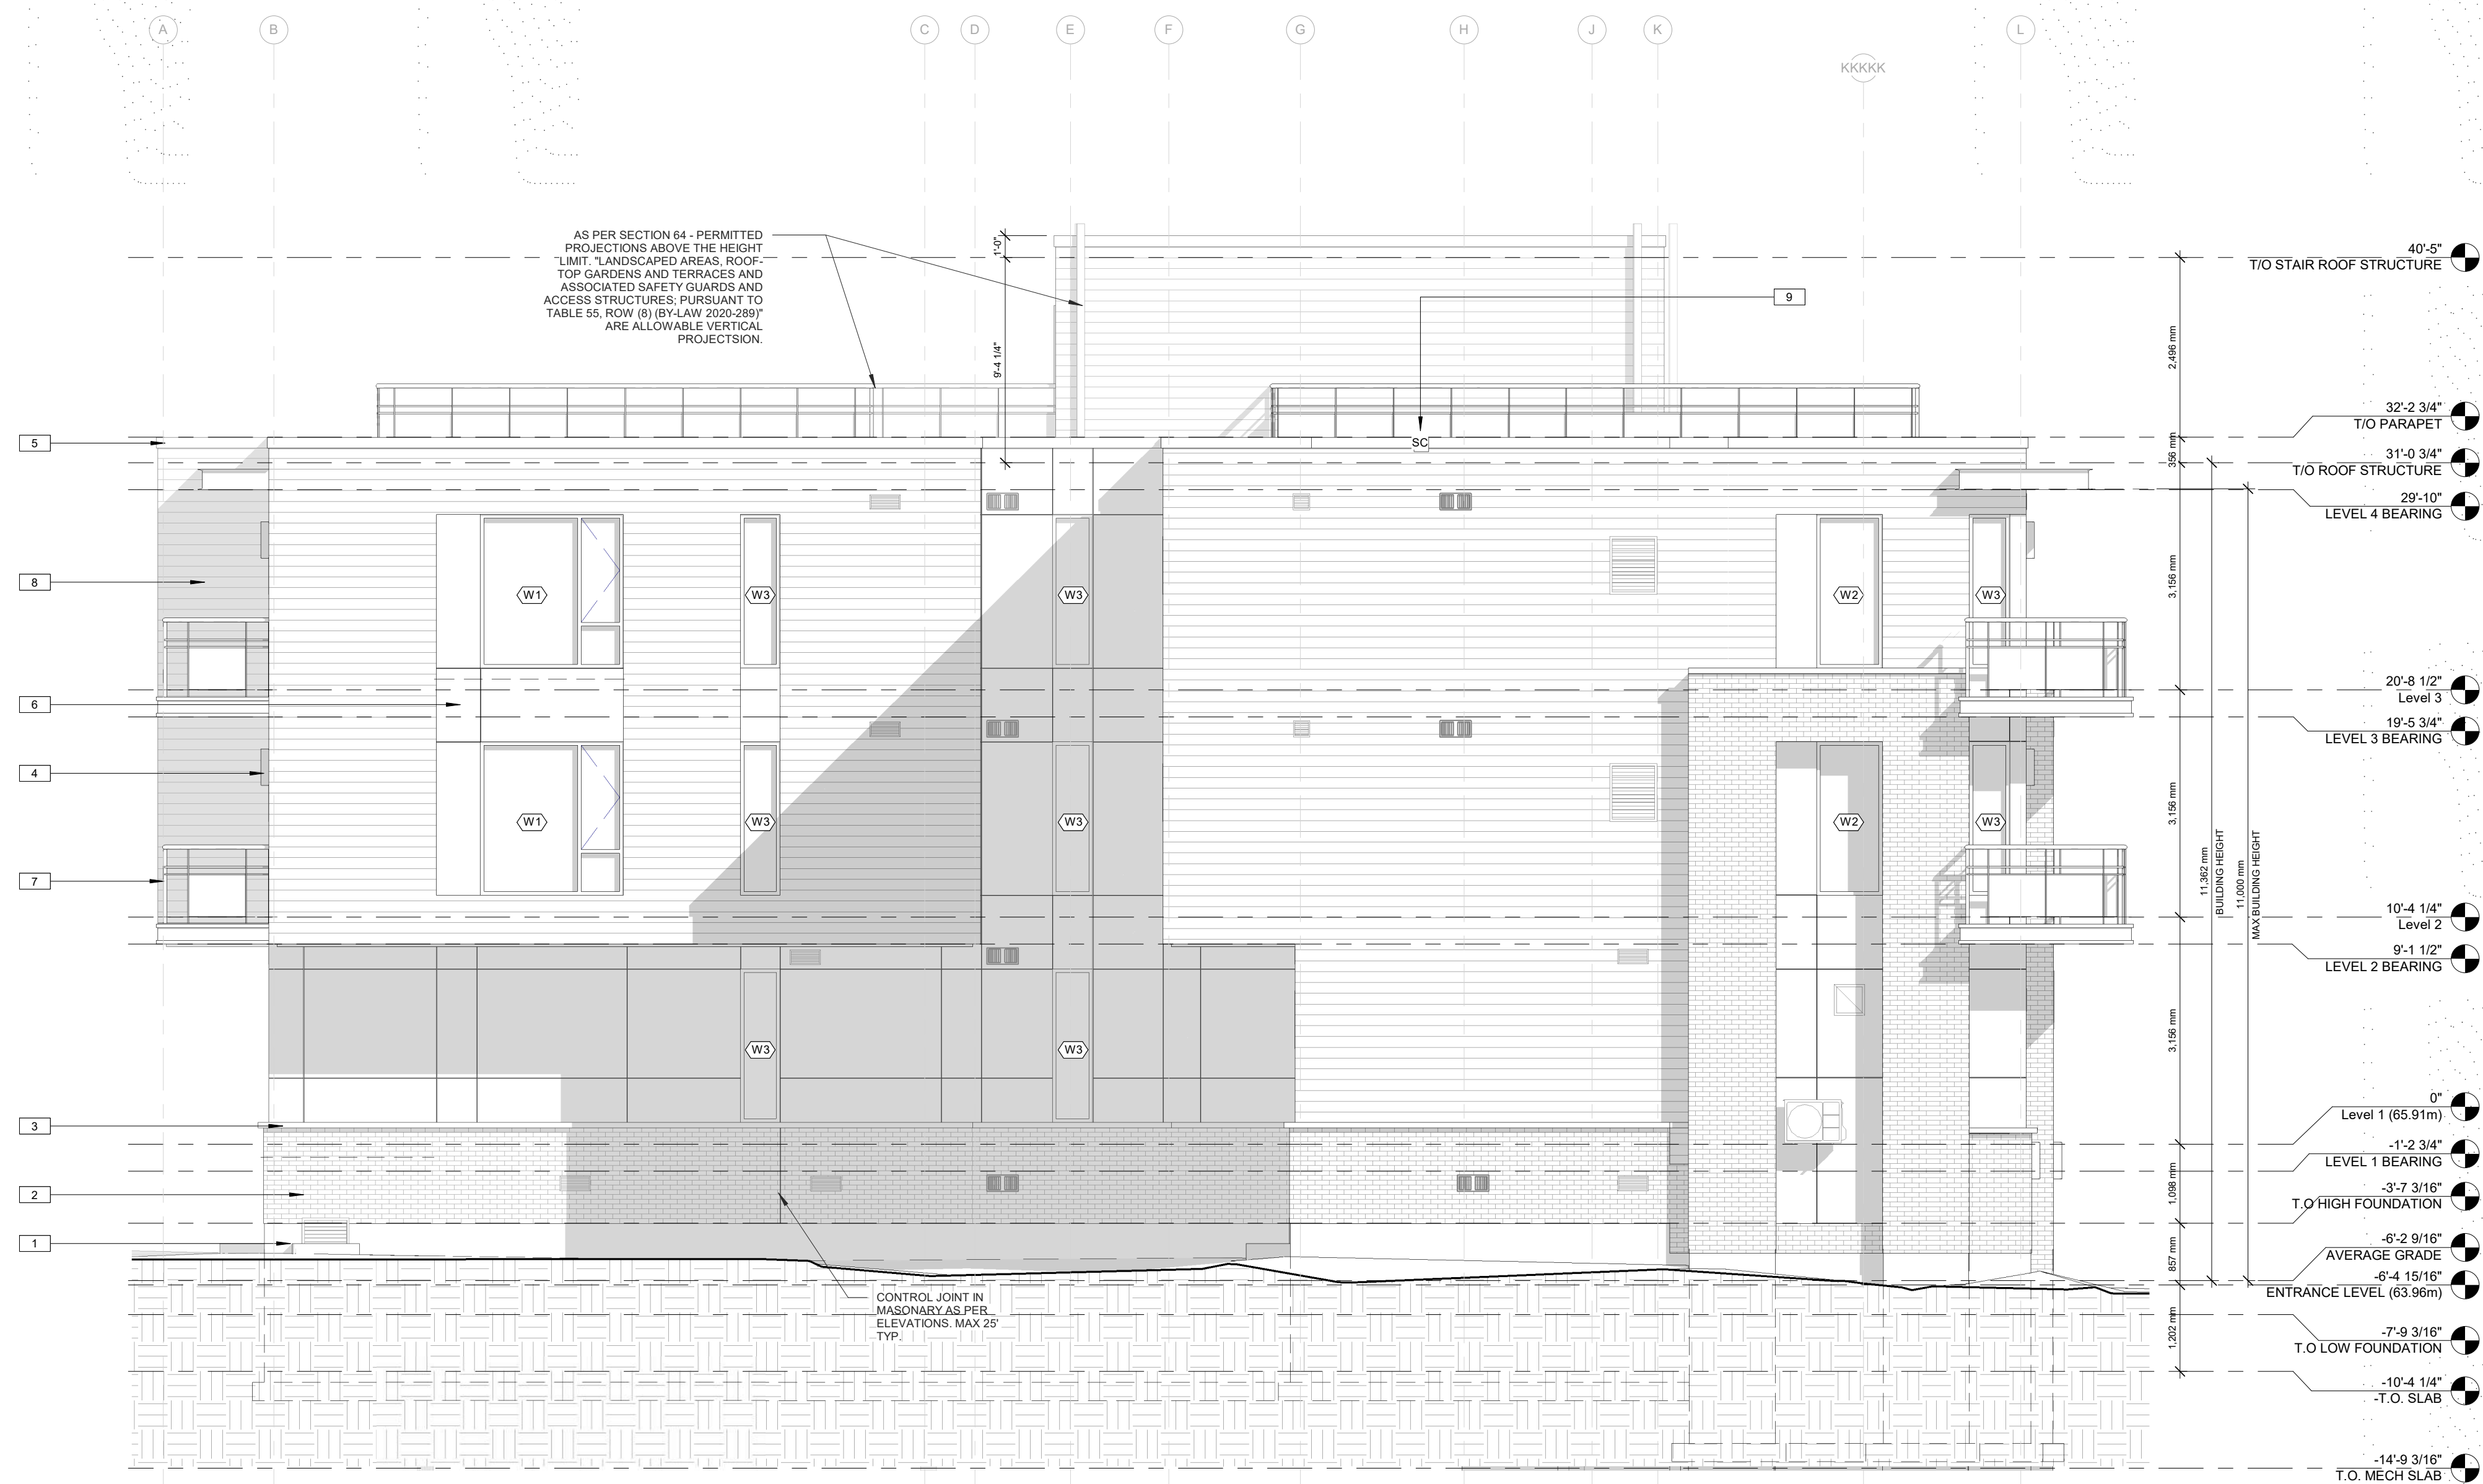 A B C D E F G H J K L
KKKKK
AS PER SECTION 64 - PERMITTED
PROJECTIONS ABOVE THE HEIGHT
LIMIT. "LANDSCAPED AREAS, ROOF-
TOP GARDENS AND TERRACES AND
ASSOCIATED SAFETY GUARDS AND
ACCESS STRUCTURES; PURSUANT TO
TABLE 55, ROW (8) (BY-LAW 2020-289)"
ARE ALLOWABLE VERTICAL
PROJECTSION.
1'-0"
9'-4 1/4"
9
SC
5
8
6
4
7
3
2
1
W1 W3 W3 W2 W3
W1 W3 W3 W2 W3
W3 W3
CONTROL JOINT IN
MASONARY AS PER
ELEVATIONS. MAX 25'
TYP.
2,496 mm
356 mm
3,156 mm
3,156 mm
3,156 mm
1,098 mm
857 mm
1,202 mm
11,362 mm
BUILDING HEIGHT
11,000 mm
MAX BUILDING HEIGHT
40'-5"
T/O STAIR ROOF STRUCTURE
32'-2 3/4"
T/O PARAPET
31'-0 3/4"
T/O ROOF STRUCTURE
29'-10"
LEVEL 4 BEARING
20'-8 1/2"
Level 3
19'-5 3/4"
LEVEL 3 BEARING
10'-4 1/4"
Level 2
9'-1 1/2"
LEVEL 2 BEARING
0"
Level 1 (65.91m)
-1'-2 3/4"
LEVEL 1 BEARING
-3'-7 3/16"
T.O HIGH FOUNDATION
-6'-2 9/16"
AVERAGE GRADE
-6'-4 15/16"
ENTRANCE LEVEL (63.96m)
-7'-9 3/16"
T.O LOW FOUNDATION
-10'-4 1/4"
-T.O. SLAB
-14'-9 3/16"
T.O. MECH SLAB